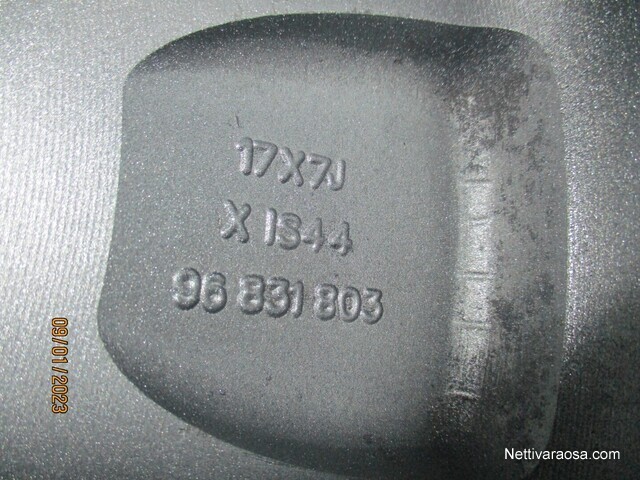 17X7J
X IS44
96 831 803
09/01/2023
Nettivaraosa.com